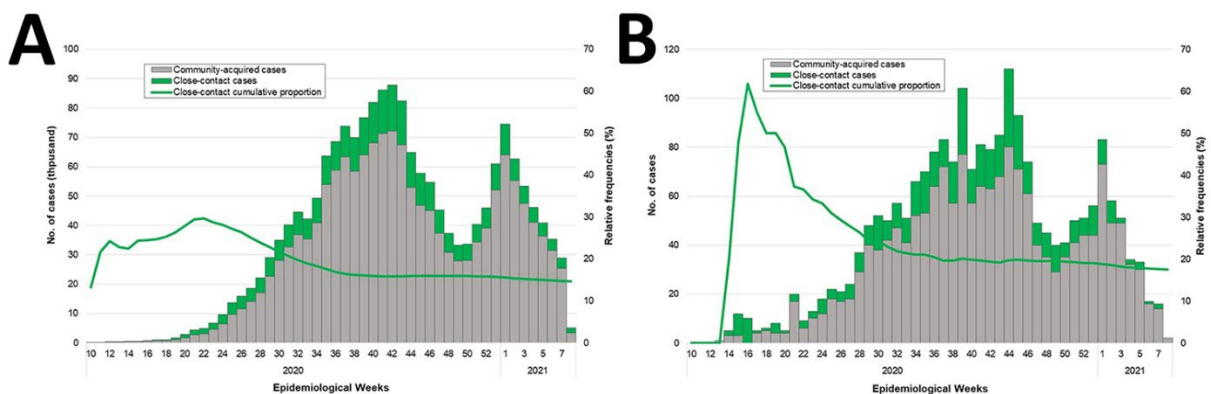 A
100
90
80
70
60
50
40
30
20
10
0
No. of cases (thpusand)
Community-acquired cases
Close-contact cases
Close-contact cumulative proportion
70
60
50
40
30
20
10
0
Relative frequencies (%)
10 12 14 16 18 20 22 24 26 28 30 32 34 36 38 40 42 44 46 48 50 52 1 3 5 7
2020 2021
Epidemiological Weeks
B
120
100
80
60
40
20
0
No. of cases
Community-acquired cases
Close-contact cases
Close-contact cumulative proportion
70
60
50
40
30
20
10
0
Relative frequencies (%)
10 12 14 16 18 20 22 24 26 28 30 32 34 36 38 40 42 44 46 48 50 52 1 3 5 7
2020 2021
Epidemiological Weeks